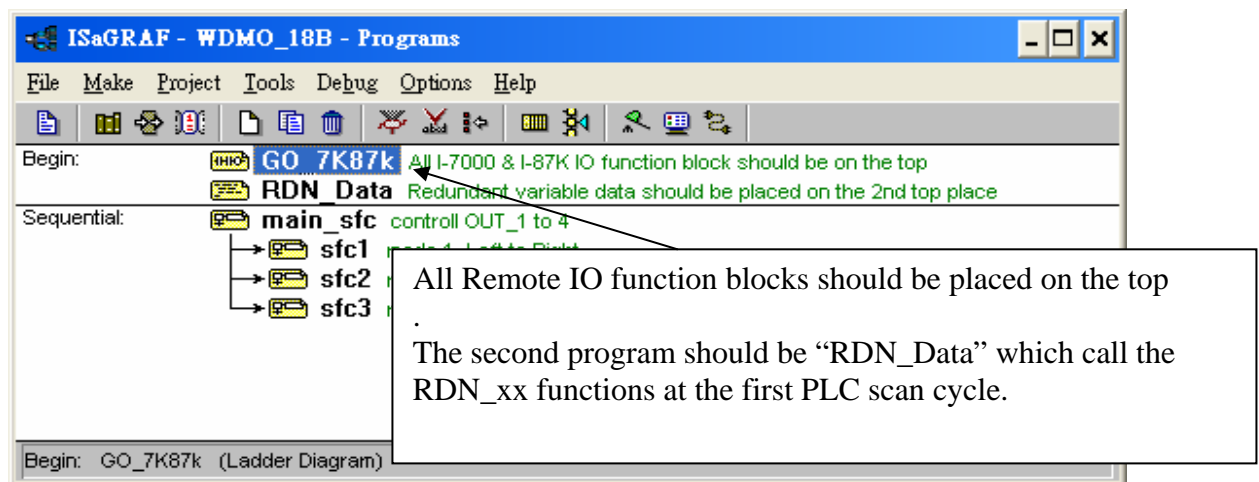 ISaGRAF - WDMO_18B - Programs
File Make Project Tools Debug Options Help
Begin: GO_7K87k All I-7000 & I-87K IO function block should be on the top
RDN_Data Redundant variable data should be placed on the 2nd top place
Sequential: main_sfc controll OUT_1 to 4
sfc1
sfc2
sfc3
All Remote IO function blocks should be placed on the top
.
The second program should be “RDN_Data” which call the
RDN_xx functions at the first PLC scan cycle.
Begin: GO_7K87k (Ladder Diagram)